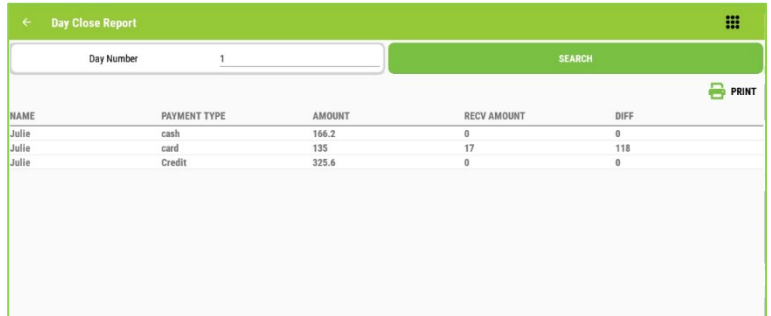 Day Close Report
Day Number 1 SEARCH
PRINT
NAME PAYMENT TYPE AMOUNT RECV AMOUNT DIFF
Julie cash 166.2 0 0
Julie card 135 17 118
Julie Credit 325.6 0 0